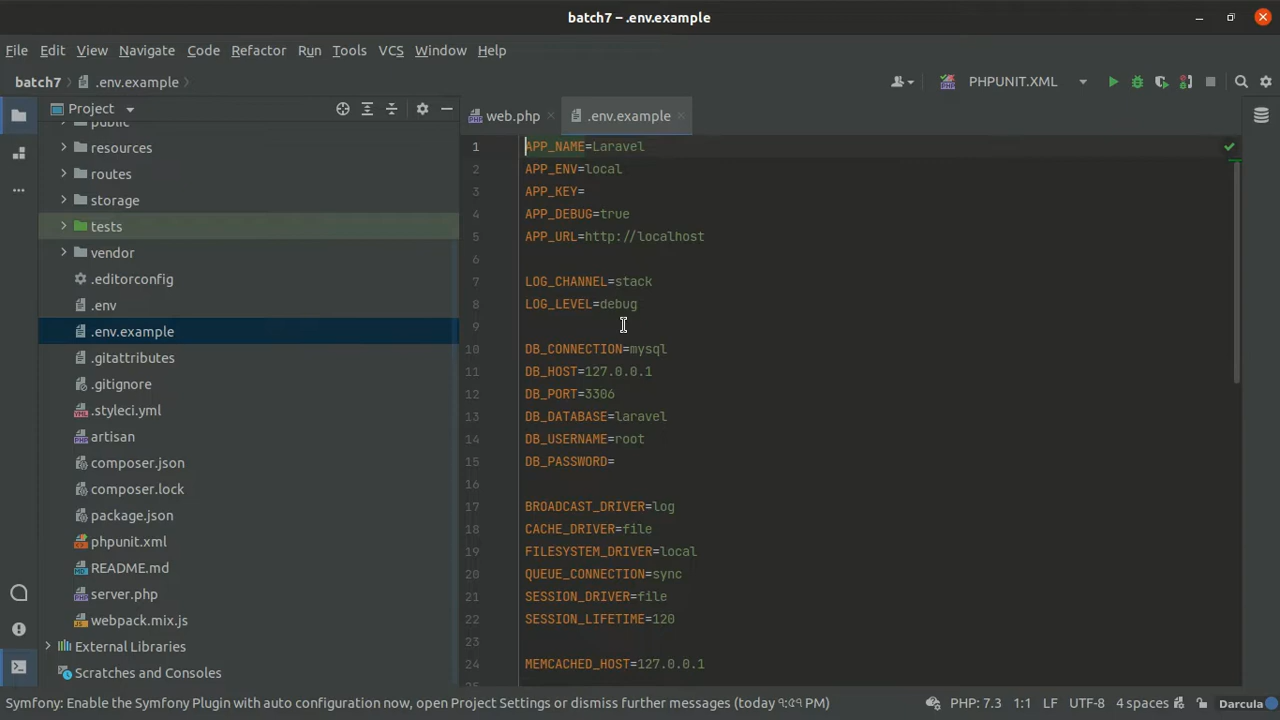 batch7 – .env.example
File Edit View Navigate Code Refactor Run Tools VCS Window Help
batch7 .env.example PHPUNIT.XML
Project
public
resources
routes
storage
tests
vendor
.editorconfig
.env
.env.example
.gitattributes
.gitignore
.styleci.yml
artisan
composer.json
composer.lock
package.json
phpunit.xml
README.md
server.php
webpack.mix.js
External Libraries
Scratches and Consoles
web.php .env.example
1 APP_NAME=Laravel
2 APP_ENV=local
3 APP_KEY=
4 APP_DEBUG=true
5 APP_URL=http://localhost
6
7 LOG_CHANNEL=stack
8 LOG_LEVEL=debug
9
10 DB_CONNECTION=mysql
11 DB_HOST=127.0.0.1
12 DB_PORT=3306
13 DB_DATABASE=laravel
14 DB_USERNAME=root
15 DB_PASSWORD=
16
17 BROADCAST_DRIVER=log
18 CACHE_DRIVER=file
19 FILESYSTEM_DRIVER=local
20 QUEUE_CONNECTION=sync
21 SESSION_DRIVER=file
22 SESSION_LIFETIME=120
23
24 MEMCACHED_HOST=127.0.0.1
Symfony: Enable the Symfony Plugin with auto configuration now, open Project Settings or dismiss further messages (today ၅:၄၅ PM) PHP: 7.3 1:1 LF UTF-8 4 spaces Darcula